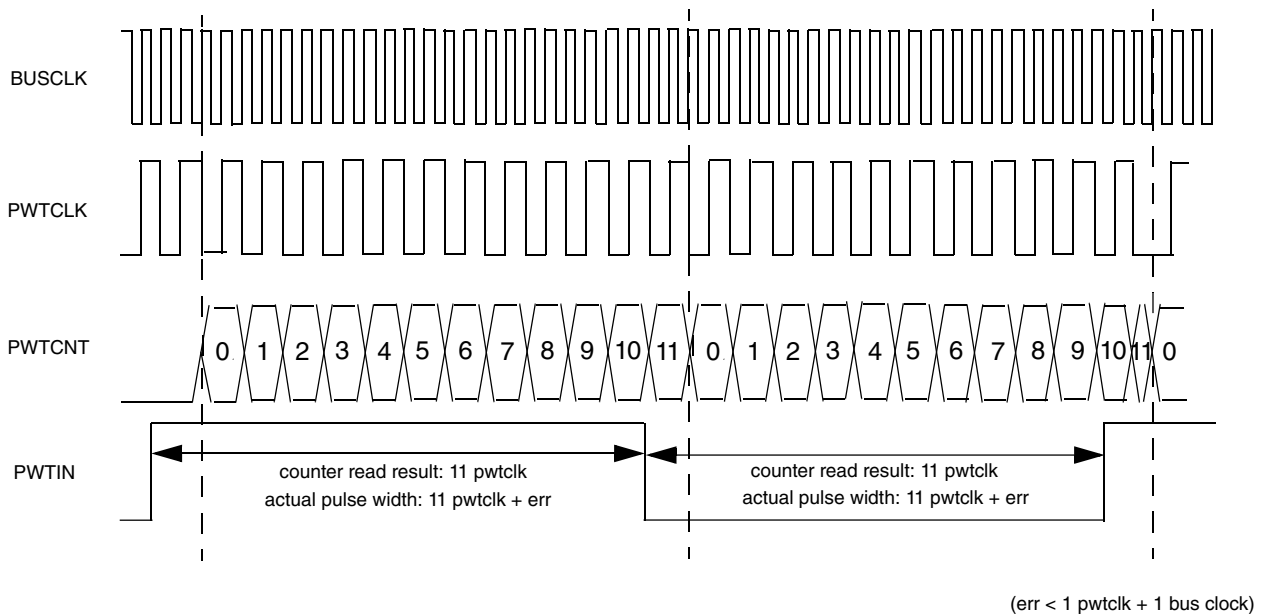 BUSCLK
PWTCLK
PWTCNT
0 1 2 3 4 5 6 7 8 9 10 11 0 1 2 3 4 5 6 7 8 9 10 11 0
PWTIN
counter read result: 11 pwtclk
actual pulse width: 11 pwtclk + err
counter read result: 11 pwtclk
actual pulse width: 11 pwtclk + err
(err < 1 pwtclk + 1 bus clock)